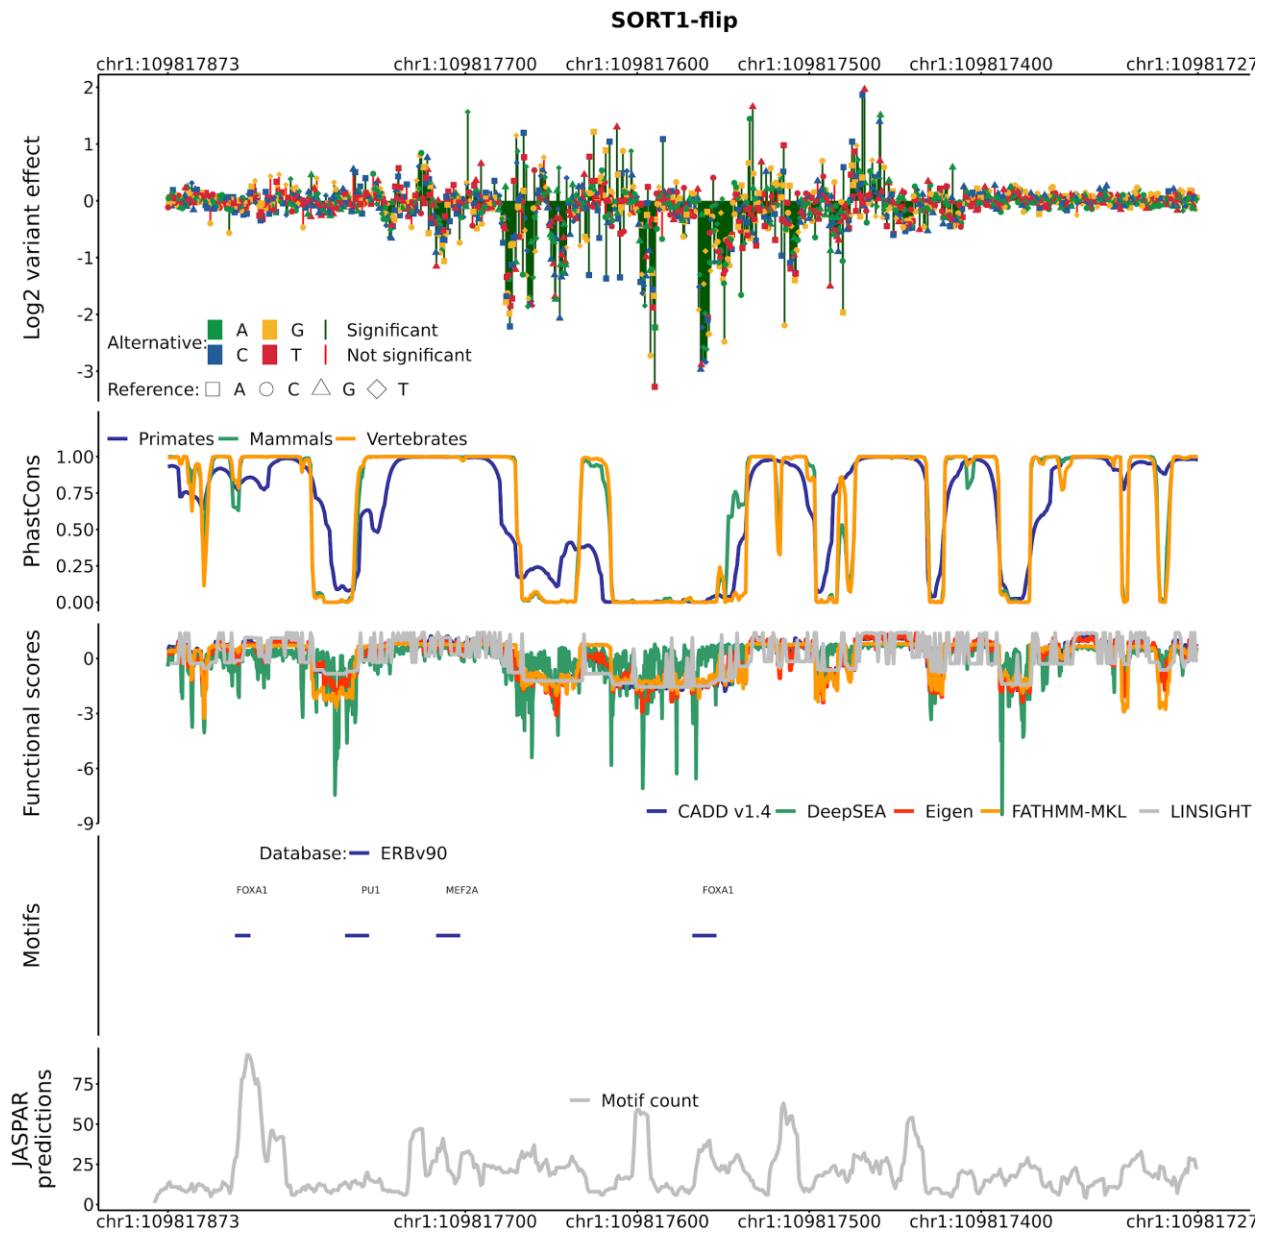 SORT1-flip
chr1:109817873 chr1:109817700 chr1:109817600 chr1:109817500 chr1:109817400 chr1:10981727
Log2 variant effect
2
1
0
-1
-2
-3
Alternative: A G Significant
C T Not significant
Reference: A C G T
PhastCons
Primates Mammals Vertebrates
1.00
0.75
0.50
0.25
0.00
Functional scores
0
-3
-6
-9
CADD v1.4 DeepSEA Eigen FATHMM-MKL LINSIGHT
Motifs
Database: ERBv90
FOXA1 PU1 MEF2A FOXA1
JASPAR
predictions
75
50
25
0
Motif count
chr1:109817873 chr1:109817700 chr1:109817600 chr1:109817500 chr1:109817400 chr1:10981727